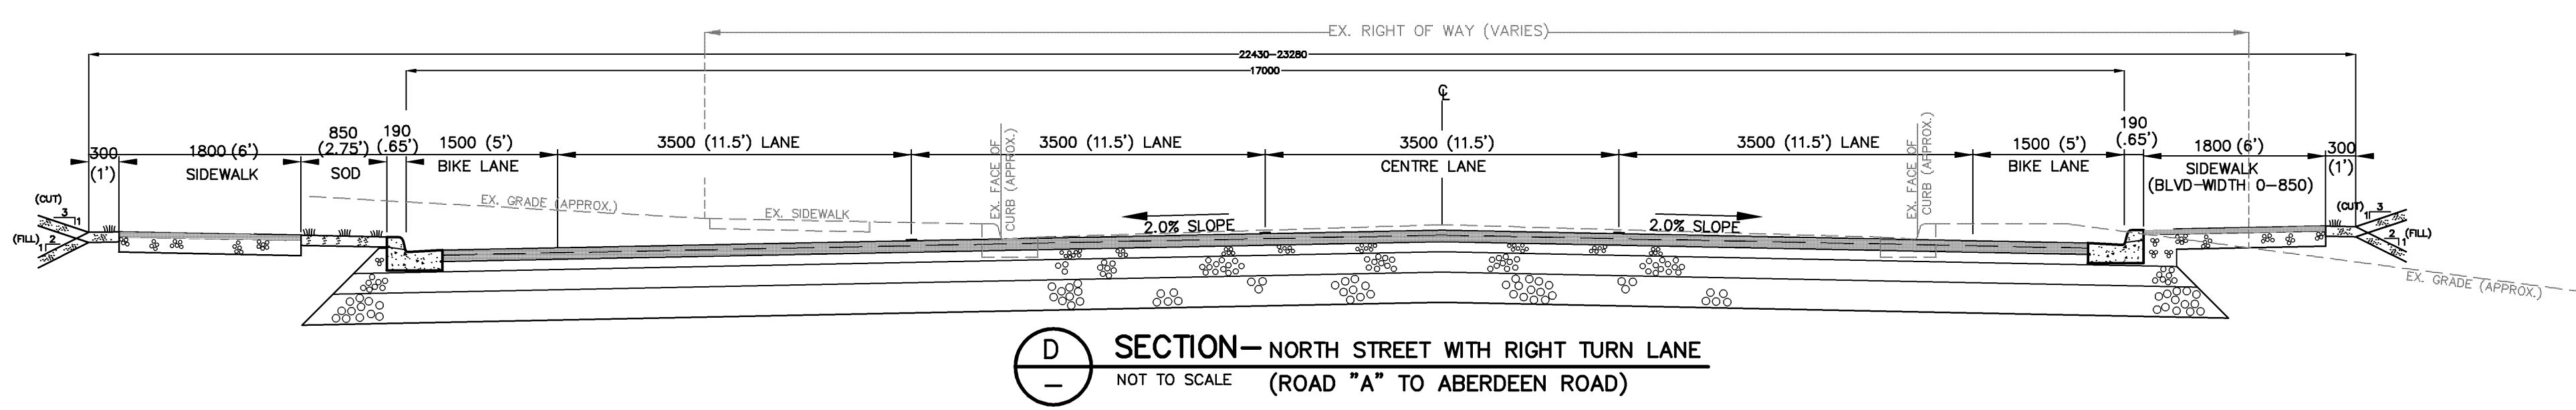 EX. RIGHT OF WAY (VARIES)
22430-23280
17000
℄
300
(1')
1800 (6')
SIDEWALK
850
(2.75')
SOD
190
(.65')
1500 (5')
BIKE LANE
3500 (11.5') LANE
3500 (11.5') LANE
3500 (11.5')
CENTRE LANE
3500 (11.5') LANE
1500 (5')
BIKE LANE
190
(.65')
1800 (6')
SIDEWALK
(BLVD-WIDTH 0-850)
300
(1')
EX. FACE OF
CURB (APPROX.)
EX. FACE OF
CURB (APPROX.)
(CUT)
3
1
(FILL)
2
1
EX. GRADE (APPROX.)
EX. SIDEWALK
2.0% SLOPE
2.0% SLOPE
(CUT)
3
1
2
(FILL)
1
EX. GRADE (APPROX.)
D
–
SECTION– NORTH STREET WITH RIGHT TURN LANE
NOT TO SCALE (ROAD "A" TO ABERDEEN ROAD)